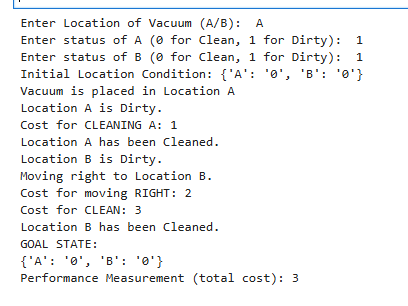 Enter Location of Vacuum (A/B):  A
Enter status of A (0 for Clean, 1 for Dirty):  1
Enter status of B (0 for Clean, 1 for Dirty):  1
Initial Location Condition: {'A': '0', 'B': '0'}
Vacuum is placed in Location A
Location A is Dirty.
Cost for CLEANING A: 1
Location A has been Cleaned.
Location B is Dirty.
Moving right to Location B.
Cost for moving RIGHT: 2
Cost for CLEAN: 3
Location B has been Cleaned.
GOAL STATE:
{'A': '0', 'B': '0'}
Performance Measurement (total cost): 3